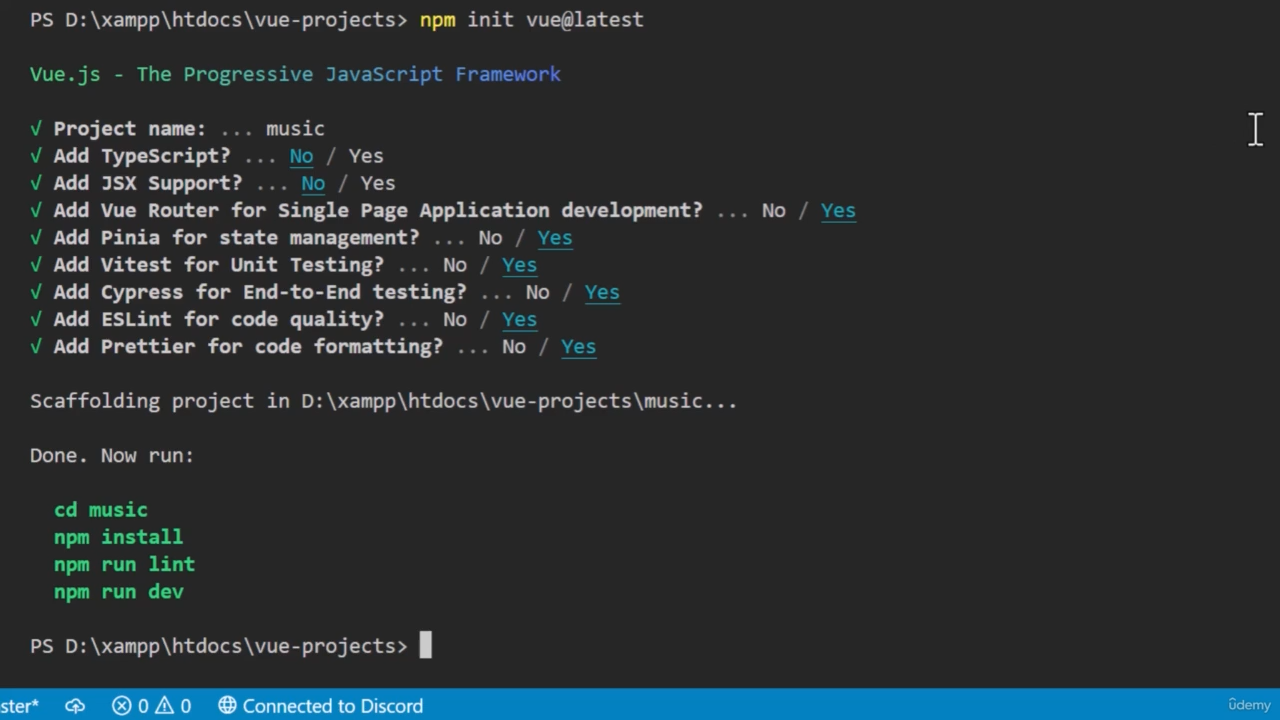 PS D:\xampp\htdocs\vue-projects> npm init vue@latest
Vue.js - The Progressive JavaScript Framework
√ Project name: ... music
√ Add TypeScript? ... No / Yes
√ Add JSX Support? ... No / Yes
√ Add Vue Router for Single Page Application development? ... No / Yes
√ Add Pinia for state management? ... No / Yes
√ Add Vitest for Unit Testing? ... No / Yes
√ Add Cypress for End-to-End testing? ... No / Yes
√ Add ESLint for code quality? ... No / Yes
√ Add Prettier for code formatting? ... No / Yes
Scaffolding project in D:\xampp\htdocs\vue-projects\music...
Done. Now run:
cd music
npm install
npm run lint
npm run dev
PS D:\xampp\htdocs\vue-projects>
ster* 0 0 Connected to Discord
ûdemy